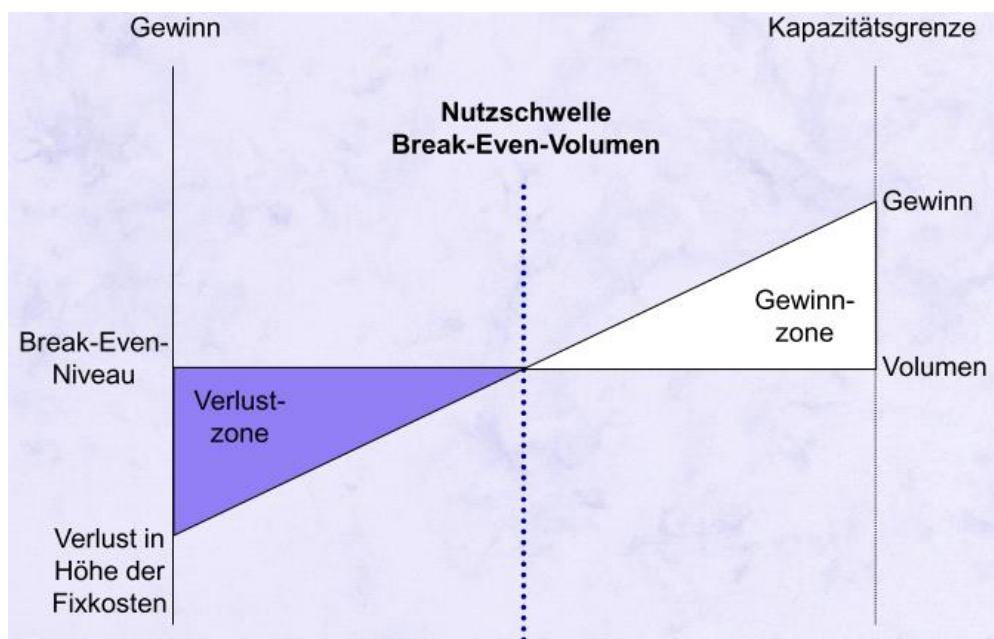 Gewinn
Kapazitätsgrenze
Nutzschwelle
Break-Even-Volumen
Gewinn
Gewinn-
zone
Break-Even-
Niveau
Volumen
Verlust-
zone
Verlust in
Höhe der
Fixkosten